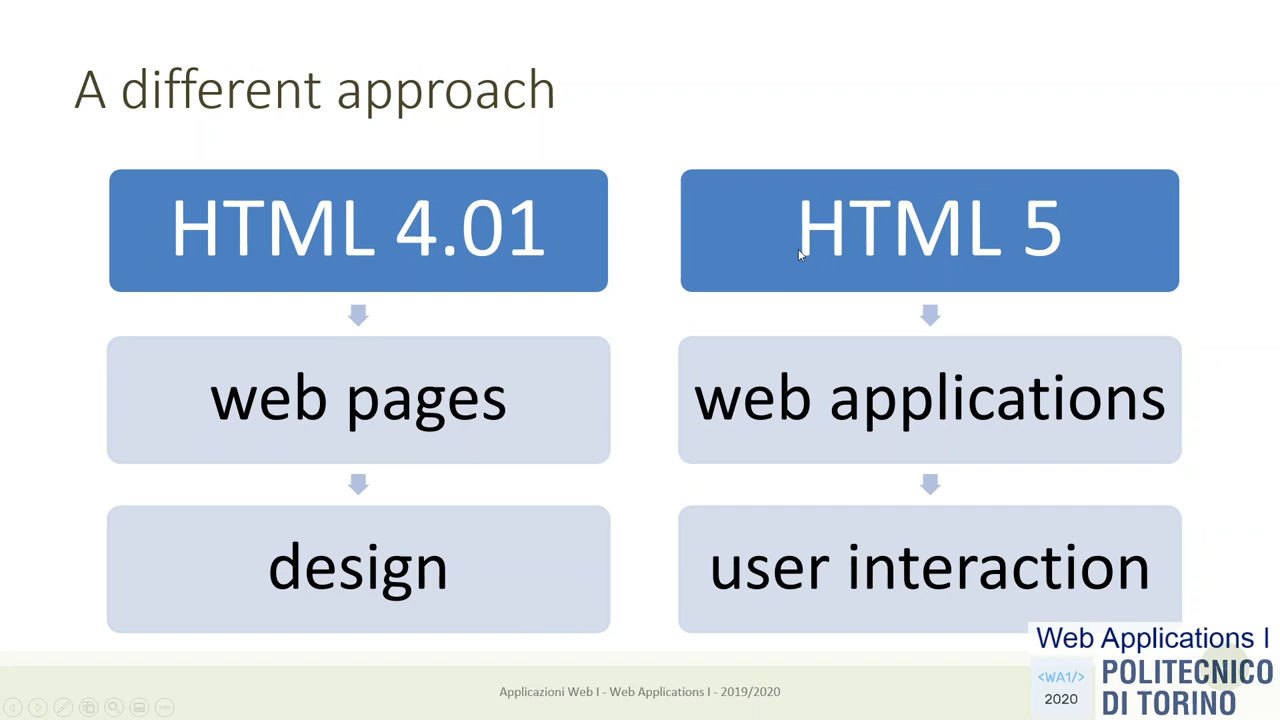 A different approach
HTML 4.01
web pages
design
HTML 5
web applications
user interaction
Applicazioni Web I - Web Applications I - 2019/2020
Web Applications I
<WA1/>
2020
POLITECNICO
DI TORINO